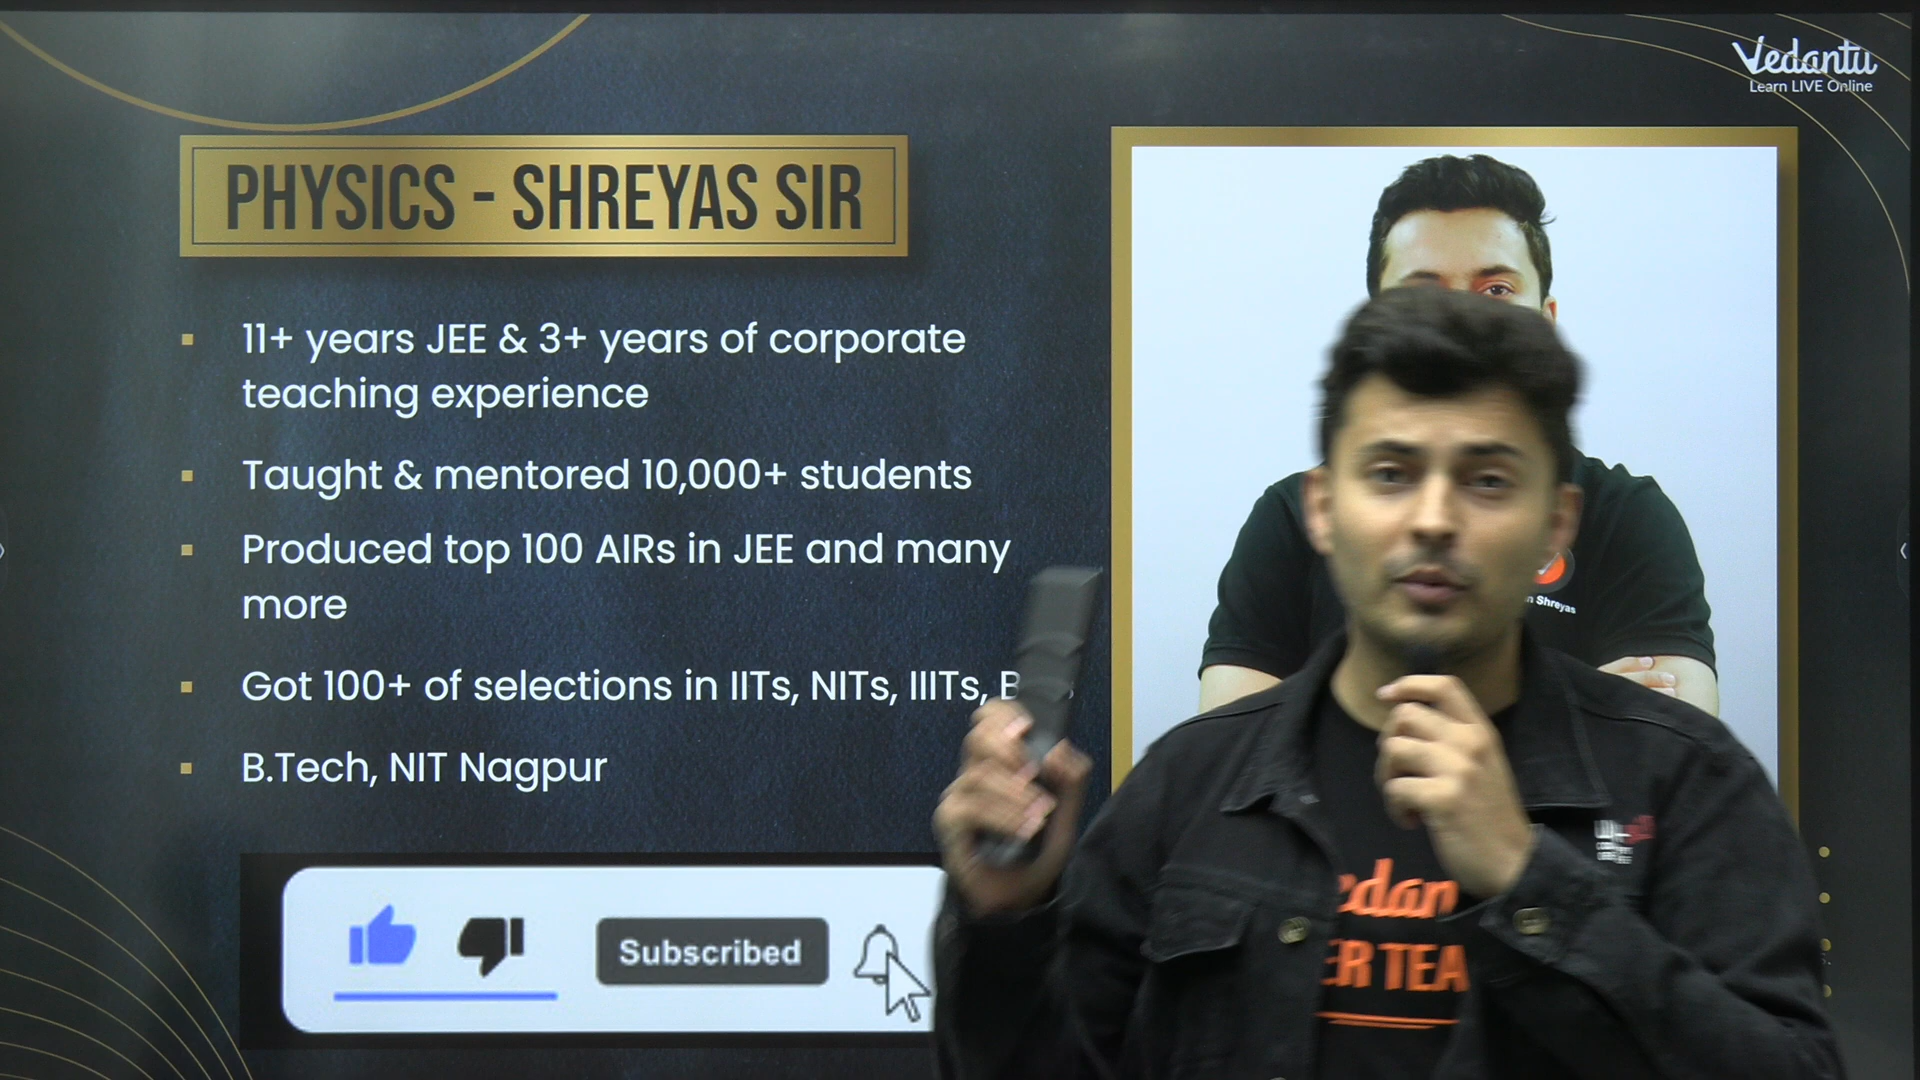 Vedantu
Learn LIVE Online
PHYSICS - SHREYAS SIR
11+ years JEE & 3+ years of corporate
teaching experience
Taught & mentored 10,000+ students
Produced top 100 AIRs in JEE and many
more
Got 100+ of selections in IITs, NITs, IIITs,
B.Tech, NIT Nagpur
Subscribed
Shreyas